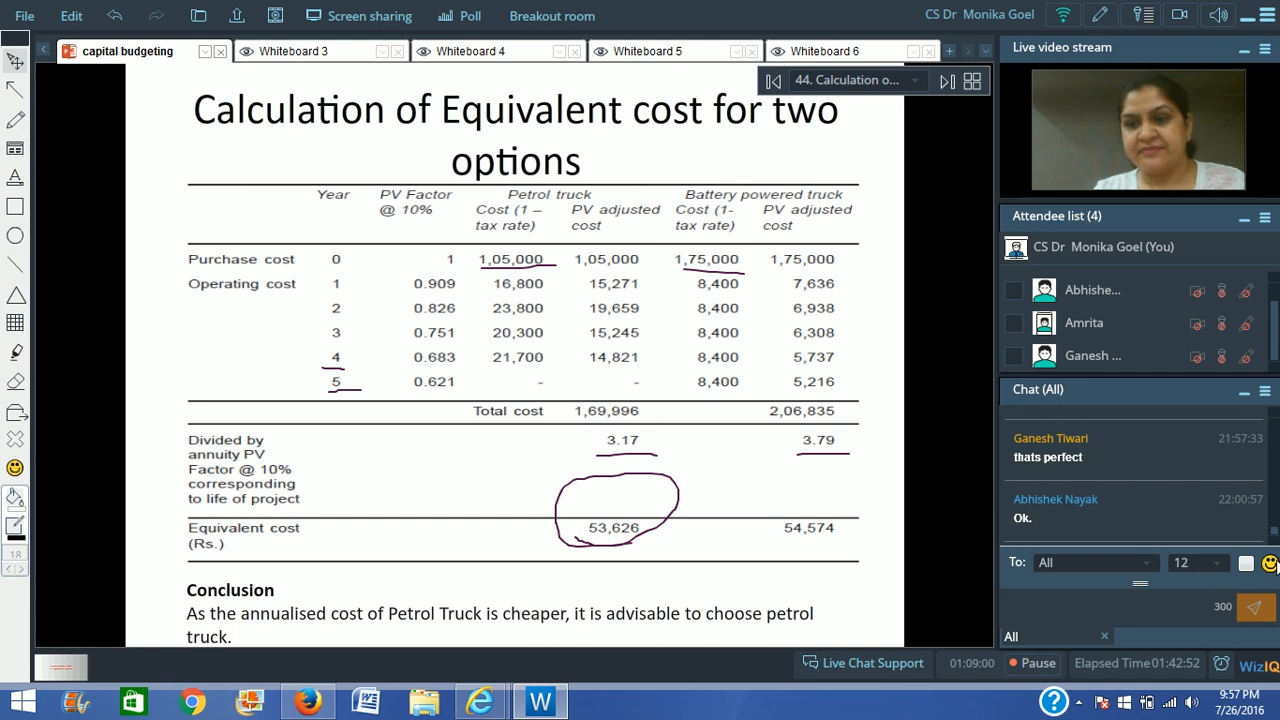 File Edit Screen sharing Poll Breakout room CS Dr Monika Goel
capital budgeting Whiteboard 3 Whiteboard 4 Whiteboard 5 Whiteboard 6
44. Calculation o...
Calculation of Equivalent cost for two
options
Year PV Factor Petrol truck Battery powered truck
@ 10% Cost (1 – PV adjusted Cost (1- PV adjusted
tax rate) cost tax rate) cost
Purchase cost 0 1 1,05,000 1,05,000 1,75,000 1,75,000
Operating cost 1 0.909 16,800 15,271 8,400 7,636
2 0.826 23,800 19,659 8,400 6,938
3 0.751 20,300 15,245 8,400 6,308
4 0.683 21,700 14,821 8,400 5,737
5 0.621 - - 8,400 5,216
Total cost 1,69,996 2,06,835
Divided by 3.17 3.79
annuity PV
Factor @ 10%
corresponding
to life of project
Equivalent cost 53,626 54,574
(Rs.)
Conclusion
As the annualised cost of Petrol Truck is cheaper, it is advisable to choose petrol
truck.
Live video stream
Attendee list (4)
CS Dr Monika Goel (You)
Abhishe...
Amrita
Ganesh ...
Chat (All)
Ganesh Tiwari 21:57:33
thats perfect
Abhishek Nayak 22:00:57
Ok.
To: All 12
300
All
18
Live Chat Support 01:09:00 Pause Elapsed Time 01:42:52 WizIQ
9:57 PM
7/26/2016